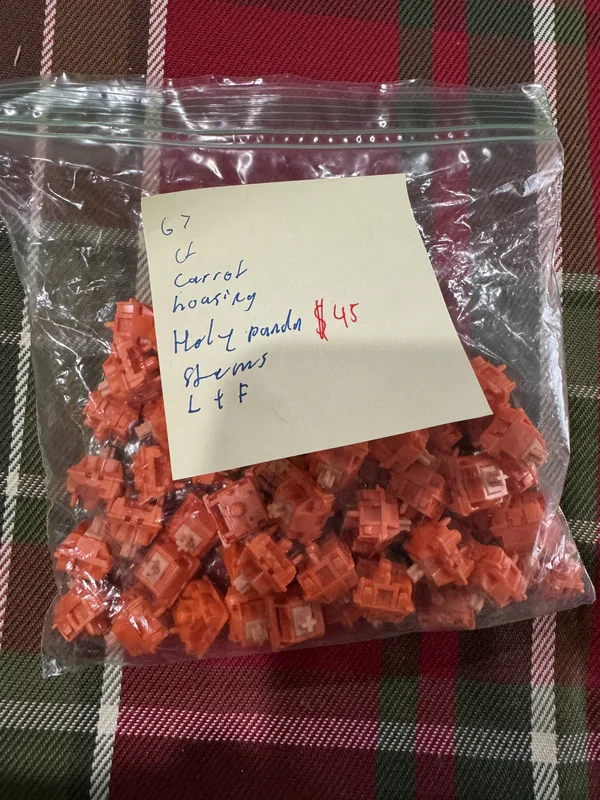 67
ct
carrot
housing
Holy panda $45
stems
L + F